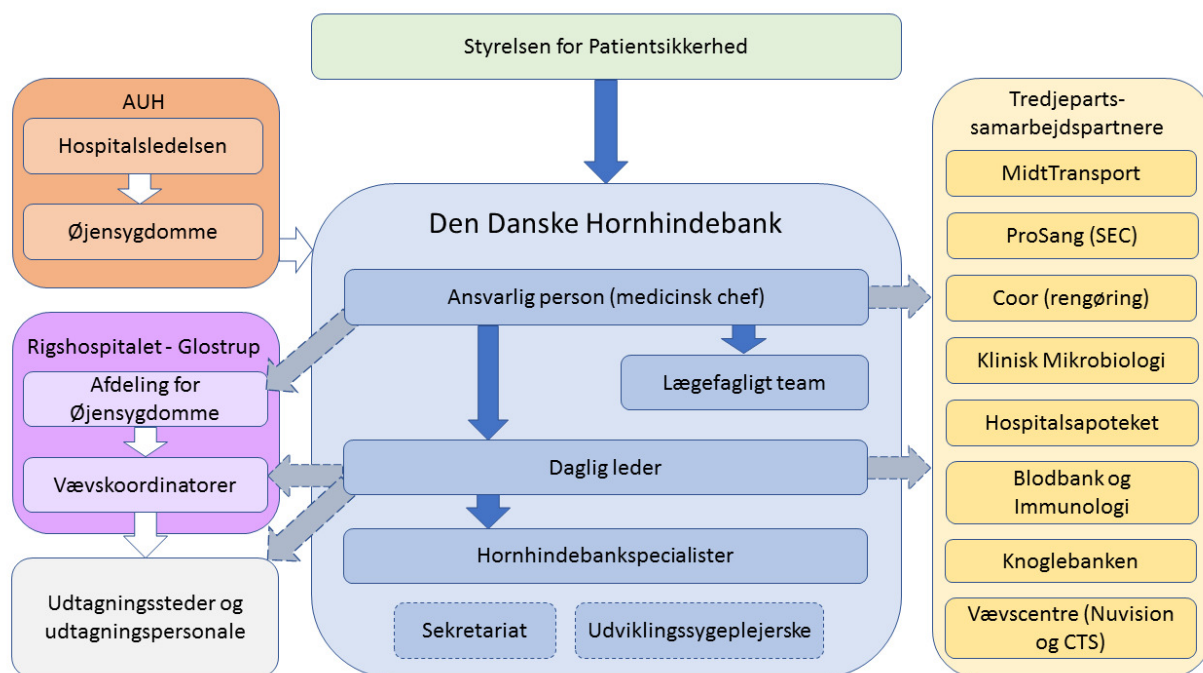 Styrelsen for Patientsikkerhed
AUH
Hospitalsledelsen
Øjensygdomme
Rigshospitalet - Glostrup
Afdeling for
Øjensygdomme
Vævskoordinatorer
Udtagningssteder og
udtagningspersonale
Den Danske Hornhindebank
Ansvarlig person (medicinsk chef)
Lægefagligt team
Daglig leder
Hornhindebankspecialister
Sekretariat
Udviklingssygeplejerske
Tredjeparts-
samarbejdspartnere
MidtTransport
ProSang (SEC)
Coor (rengøring)
Klinisk Mikrobiologi
Hospitalsapoteket
Blodbank og
Immunologi
Knoglebanken
Vævscentre (Nuvision
og CTS)